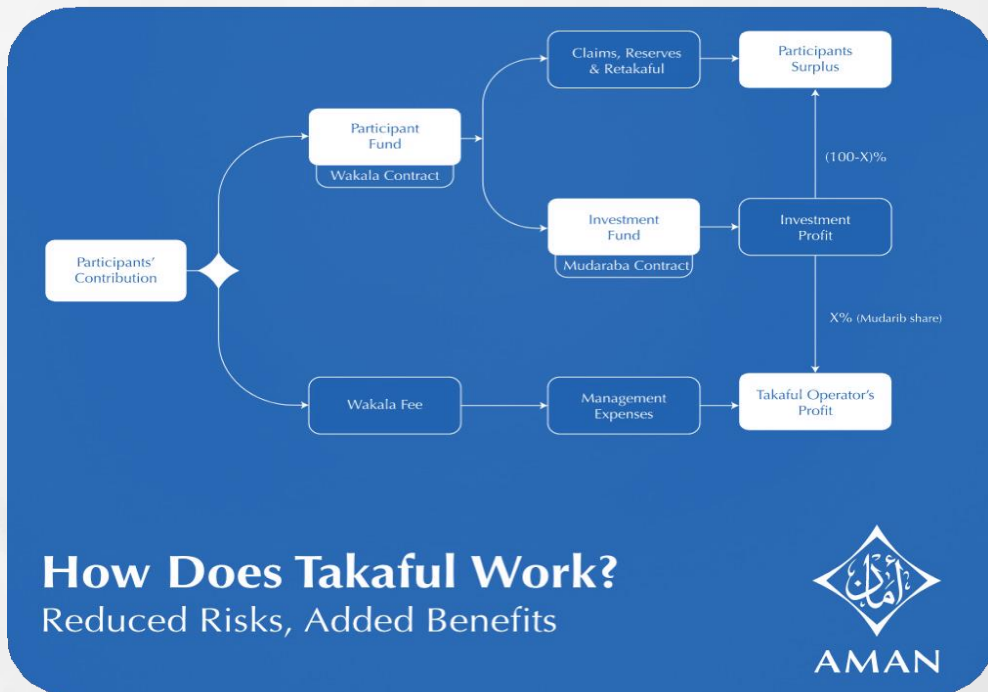 Claims, Reserves
& Retakaful
Participants
Surplus
Participant
Fund
Wakala Contract
(100-X)%
Investment
Fund
Mudaraba Contract
Investment
Profit
Participants'
Contribution
X% (Mudarib share)
Wakala Fee
Management
Expenses
Takaful Operator's
Profit
How Does Takaful Work?
Reduced Risks, Added Benefits
أمان
AMAN